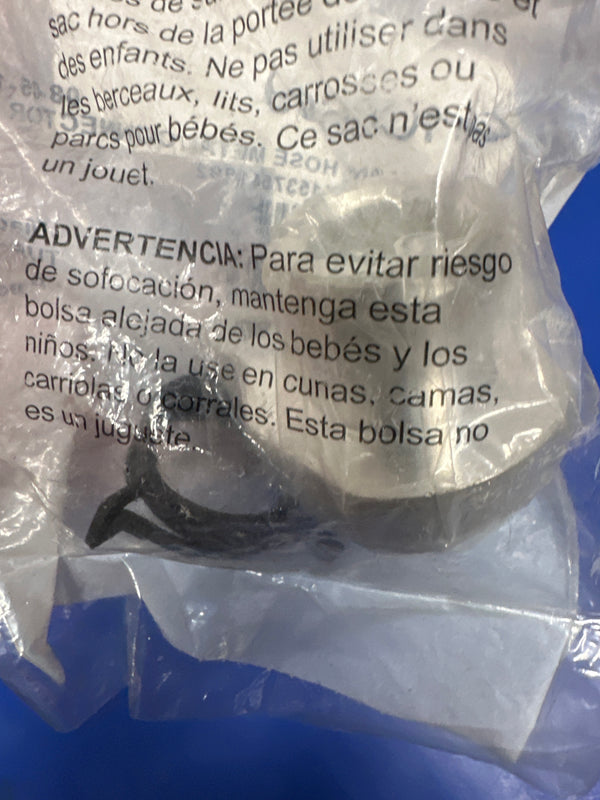 sac hors de la portée
des enfants. Ne pas utiliser dans
les berceaux, lits, carrosses ou
parcs pour bébés. Ce sac n'est pas
un jouet.
ADVERTENCIA: Para evitar riesgo
de sofocación, mantenga esta
bolsa alejada de los bebés y los
niños. No la use en cunas, camas,
carriolas o corrales. Esta bolsa no
es un juguete.
HOSE